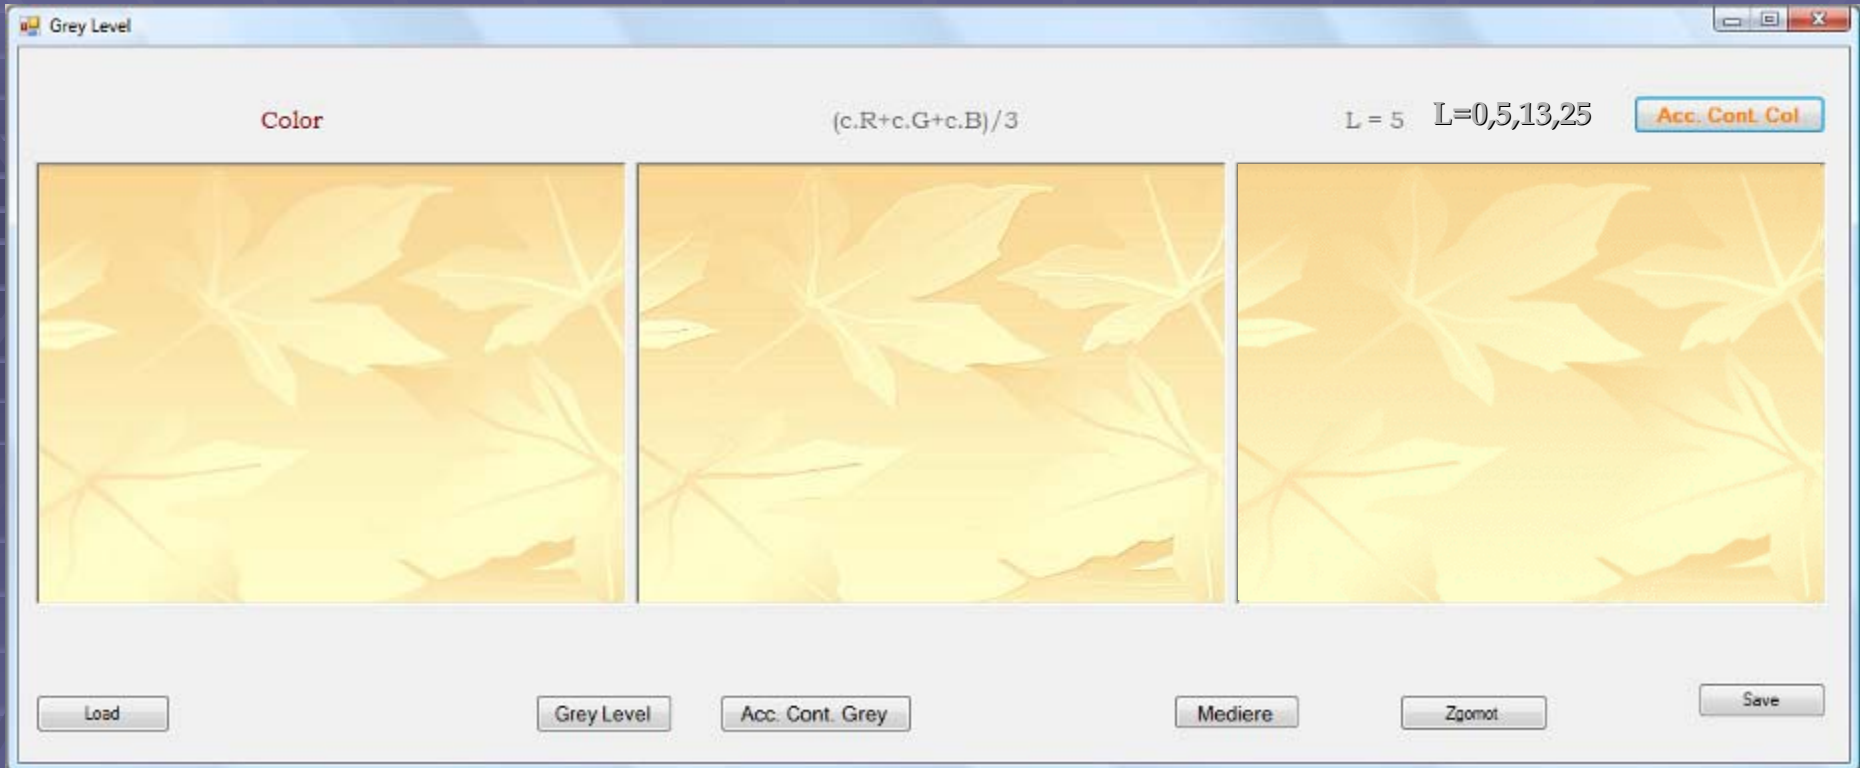 Grey Level
Color
(c.R+c.G+c.B)/3
L = 5
L=0,5,13,25
Acc. Cont. Col
Load
Grey Level
Acc. Cont. Grey
Mediere
Zgomot
Save